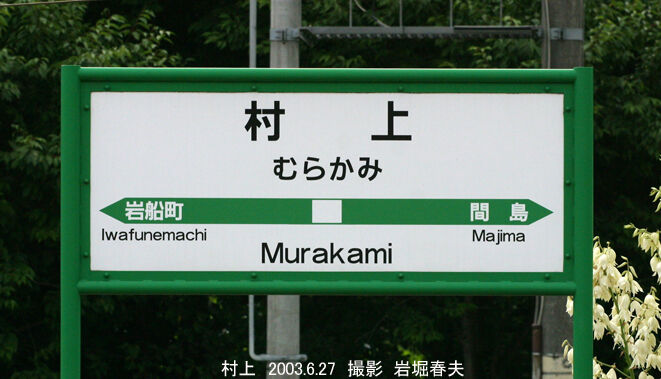 村 上
むらかみ
岩船町 間島
Iwafunemachi Majima
Murakami
村上 2003.6.27 撮影 岩堀春夫